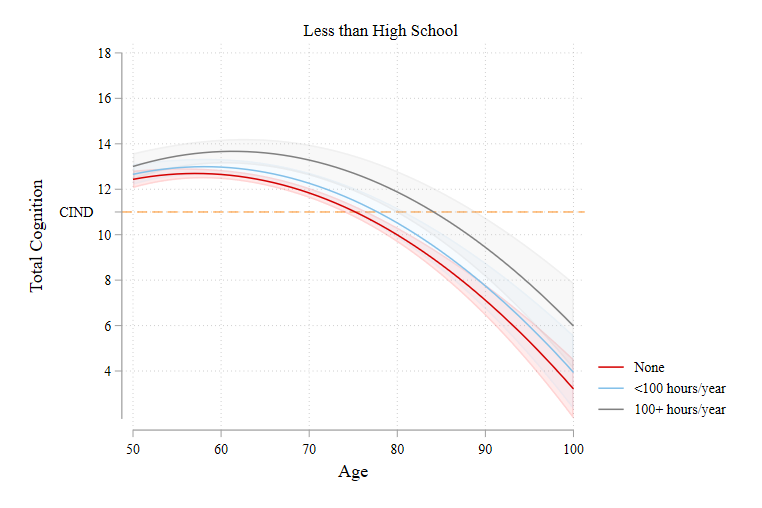 Less than High School
18
16
14
12
CIND
10
8
6
4
Total Cognition
None
<100 hours/year
100+ hours/year
50 60 70 80 90 100
Age